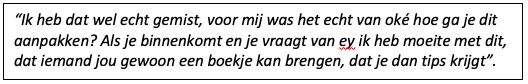 “Ik heb dat wel echt gemist, voor mij was het echt van oké hoe ga je dit
aanpakken? Als je binnenkomt en je vraagt van ey ik heb moeite met dit,
dat iemand jou gewoon een boekje kan brengen, dat je dan tips krijgt”.